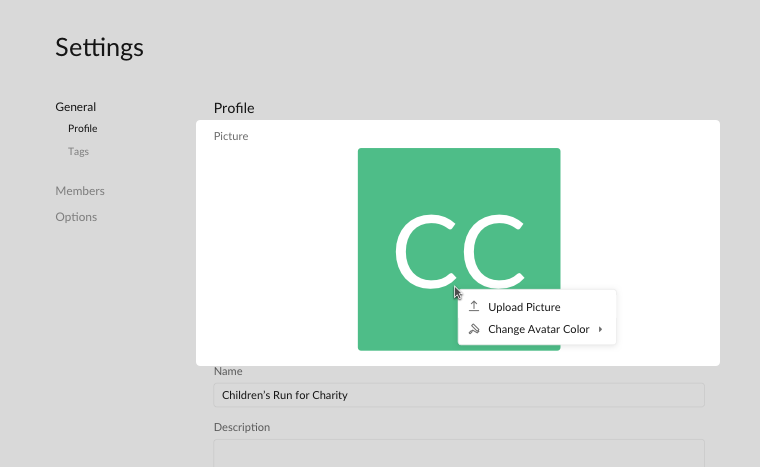 Settings
General
Profile
Tags
Members
Options
Profile
Picture
CC
Upload Picture
Change Avatar Color
Name
Children's Run for Charity
Description